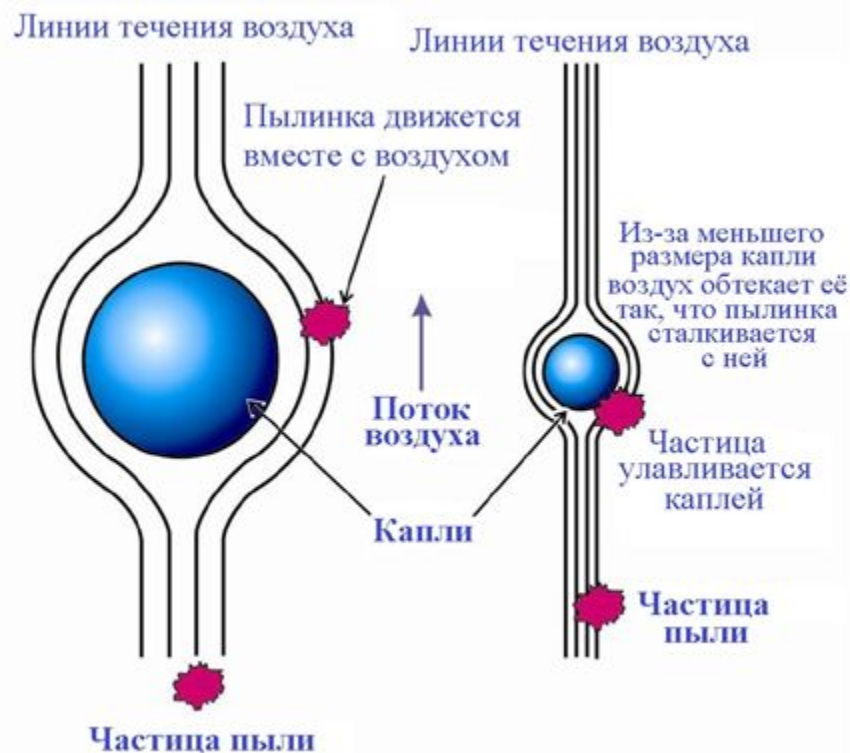 Линии течения воздуха
Линии течения воздуха
Пылинка движется
вместе с воздухом
Из-за меньшего
размера капли
воздух обтекает её
так, что пылинка
сталкивается
с ней
Поток
воздуха
Частица
улавливается
каплей
Капли
Частица
пыли
Частица пыли